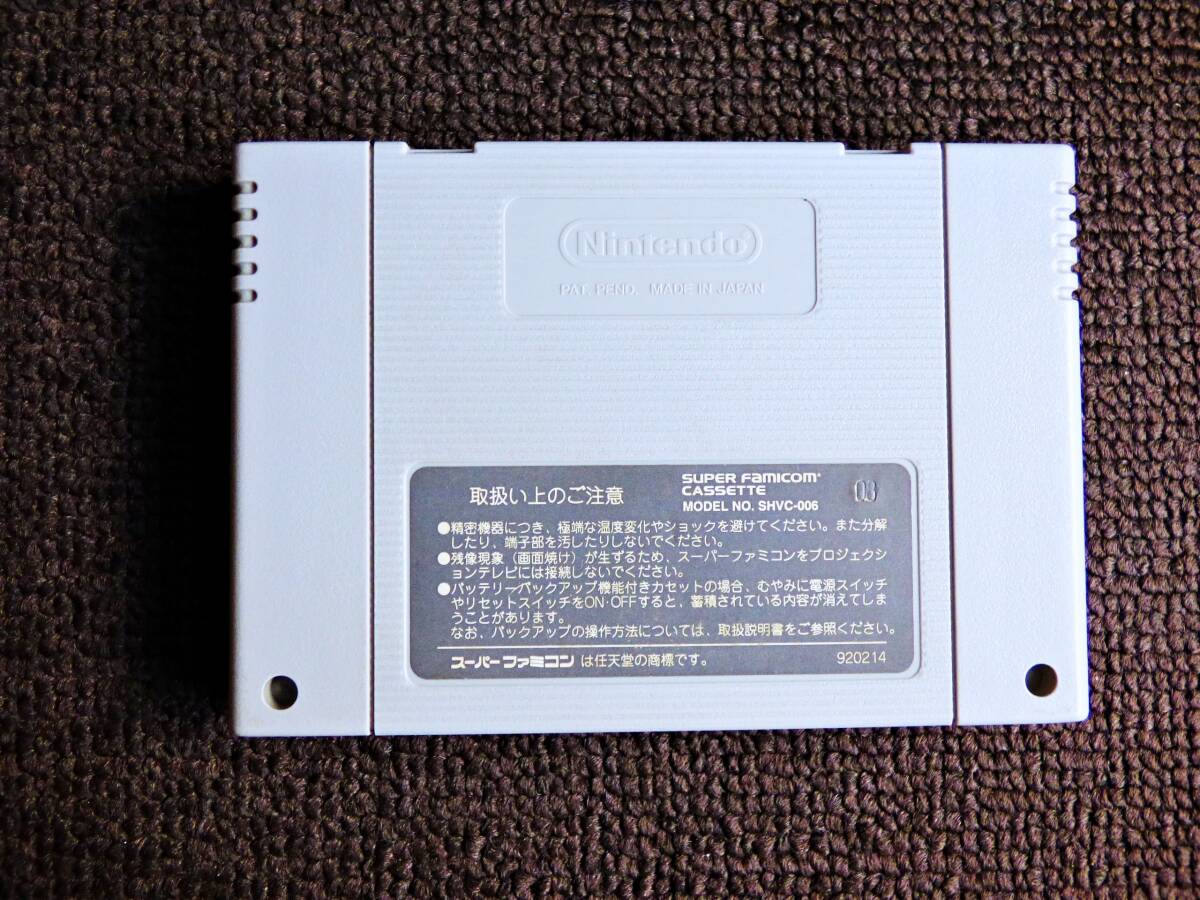 Nintendo
PAT. PEND. MADE IN JAPAN
取扱い上のご注意
SUPER FAMICOM
CASSETTE
MODEL NO. SHVC-006
03
●精密機器につき、極端な温度変化やショックを避けてください。また分解
したり、端子部を汚したりしないでください。
●残像現象（画面焼け）が生ずるため、スーパーファミコンをプロジェクシ
ョンテレビには接続しないでください。
●バッテリーバックアップ機能付きカセットの場合、むやみに電源スイッチ
やリセットスイッチをON・OFFすると、蓄積されている内容が消えてしま
うことがあります。
なお、バックアップの操作方法については、取扱説明書をご参照ください。
スーパーファミコン は任天堂の商標です。
920214